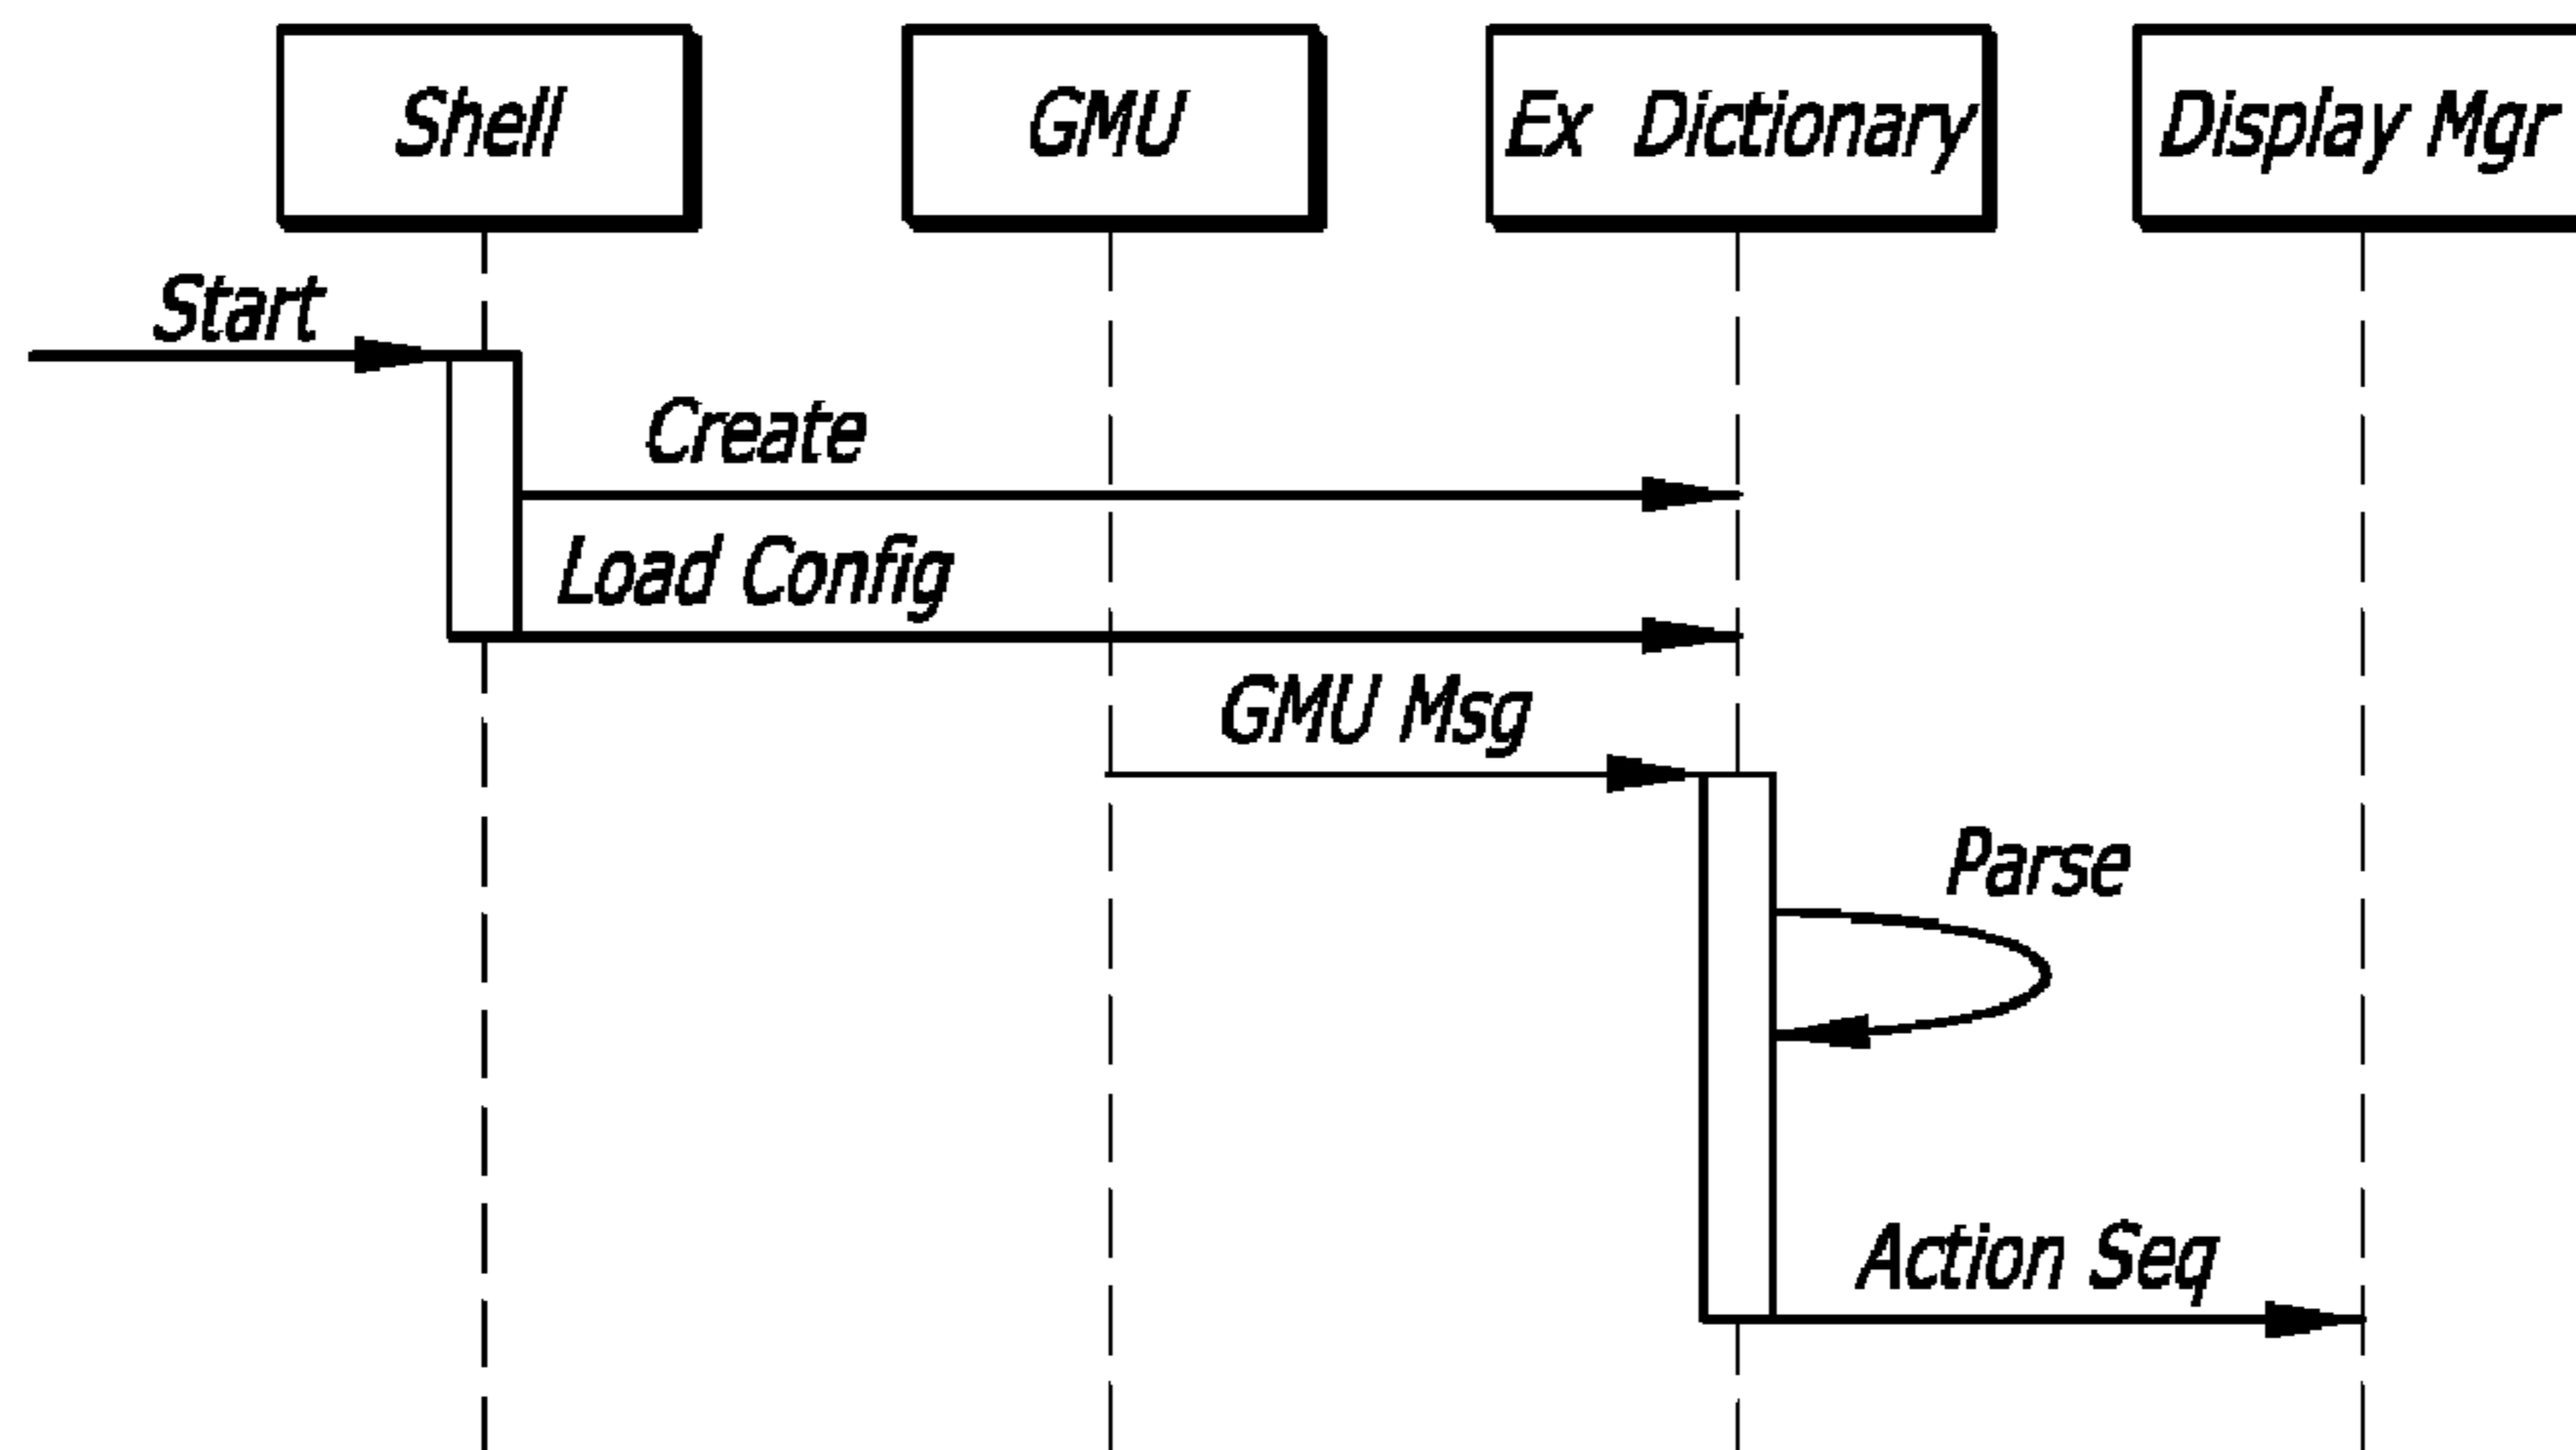 Shell
GMU
Ex Dictionary
Display Mgr
Start
Create
Load Config
GMU Msg
Parse
Action Seq